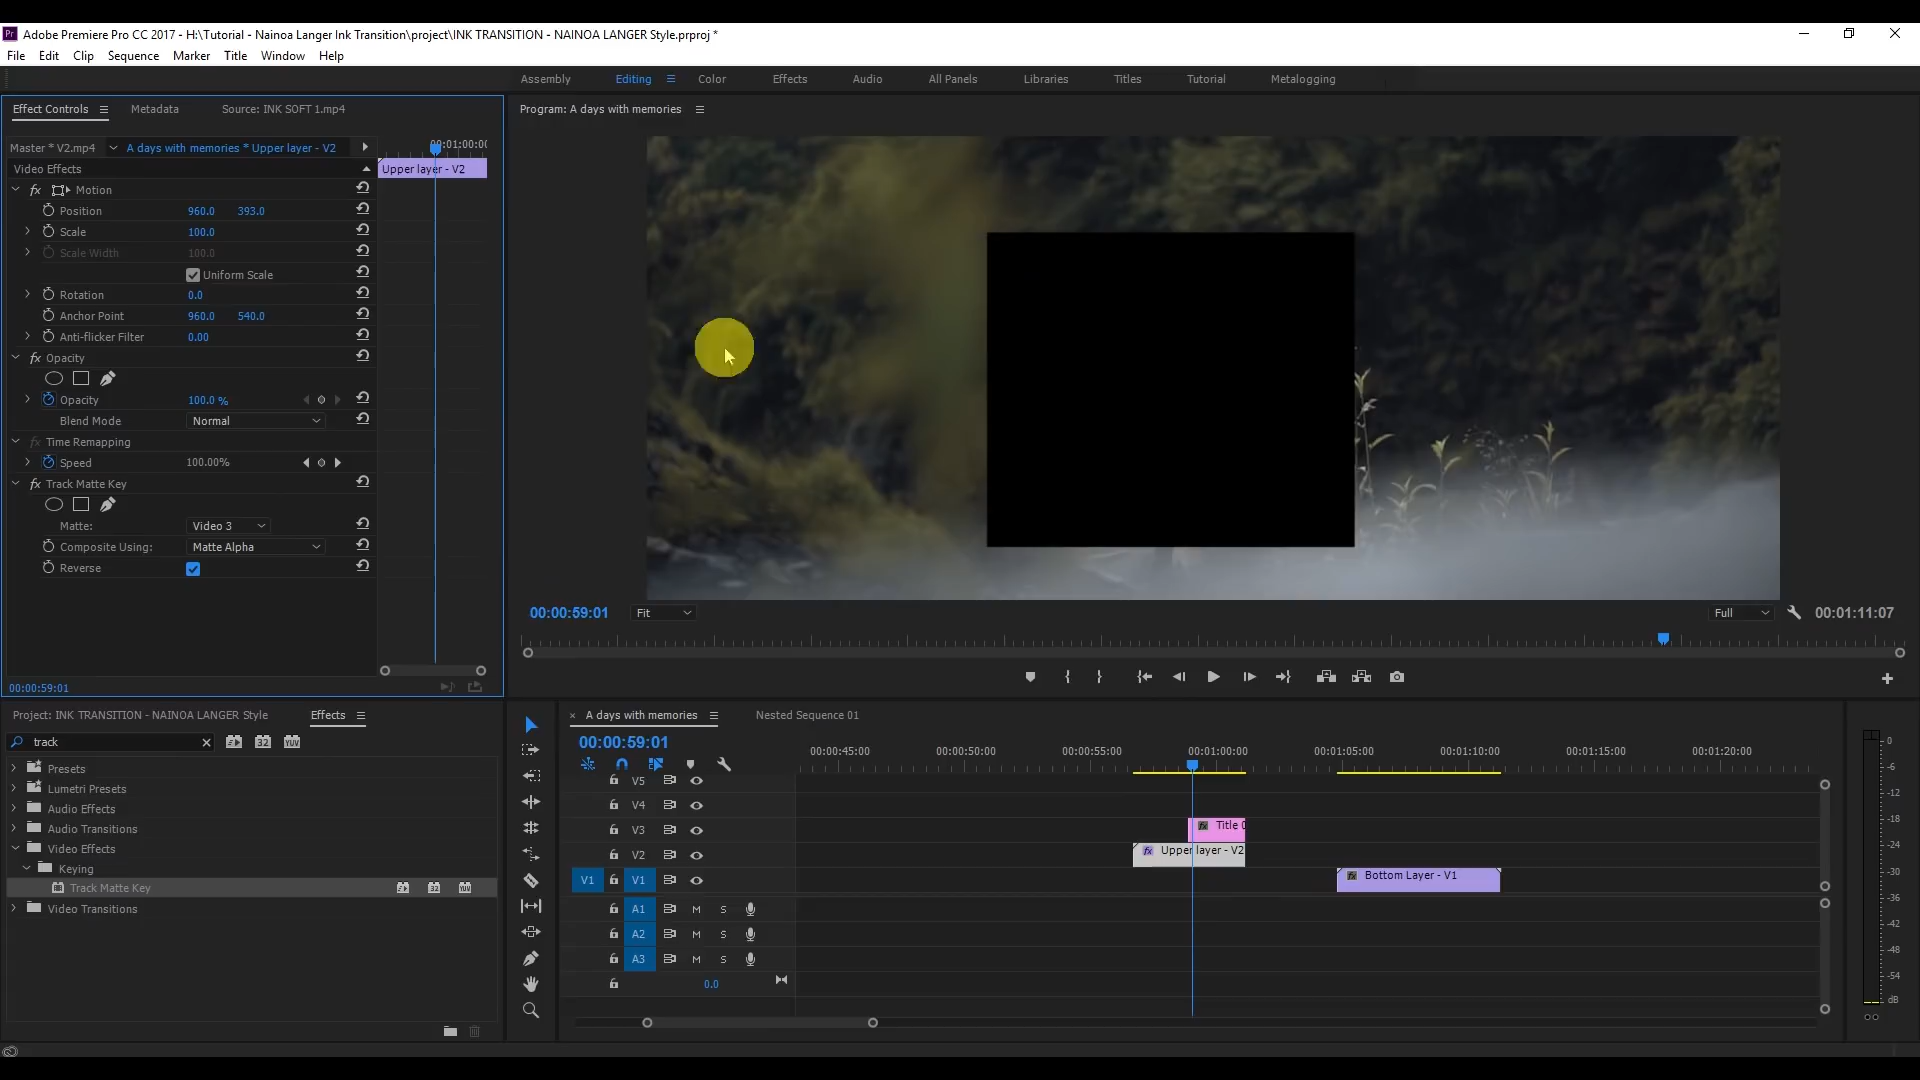 Adobe Premiere Pro CC 2017 - H:\Tutorial - Nainoa Langer Ink Transition\project\INK TRANSITION - NAINOA LANGER Style.prproj *
File Edit Clip Sequence Marker Title Window Help
Assembly Editing Color Effects Audio All Panels Libraries Titles Tutorial Metalogging
Effect Controls Metadata Source: INK SOFT 1.mp4
Program: A days with memories
Master * V2.mp4 A days with memories * Upper layer - V2
Video Effects Upper layer - V2
fx Motion
Position 960.0 393.0
Scale 100.0
Scale Width 100.0
Uniform Scale
Rotation 0.0
Anchor Point 960.0 540.0
Anti-flicker Filter 0.00
fx Opacity
Opacity 100.0 %
Blend Mode Normal
fx Time Remapping
Speed 100.00%
fx Track Matte Key
Matte: Video 3
Composite Using: Matte Alpha
Reverse
00:00:59:01
00:00:59:01 Fit Full 00:01:11:07
Project: INK TRANSITION - NAINOA LANGER Style Effects
track 32 YUV
Presets
Lumetri Presets
Audio Effects
Audio Transitions
Video Effects
Keying
Track Matte Key 32 YUV
Video Transitions
A days with memories Nested Sequence 01
00:00:59:01
00:00:45:00 00:00:50:00 00:00:55:00 00:01:00:00 00:01:05:00 00:01:10:00 00:01:15:00 00:01:20:00
V5
V4
V3 fx Title 0
V2 fx Upper layer - V2
V1 V1 fx Bottom Layer - V1
A1 M S
A2 M S
A3 M S
0.0
0
-6
-12
-18
-24
-30
-36
-42
-48
-54
dB